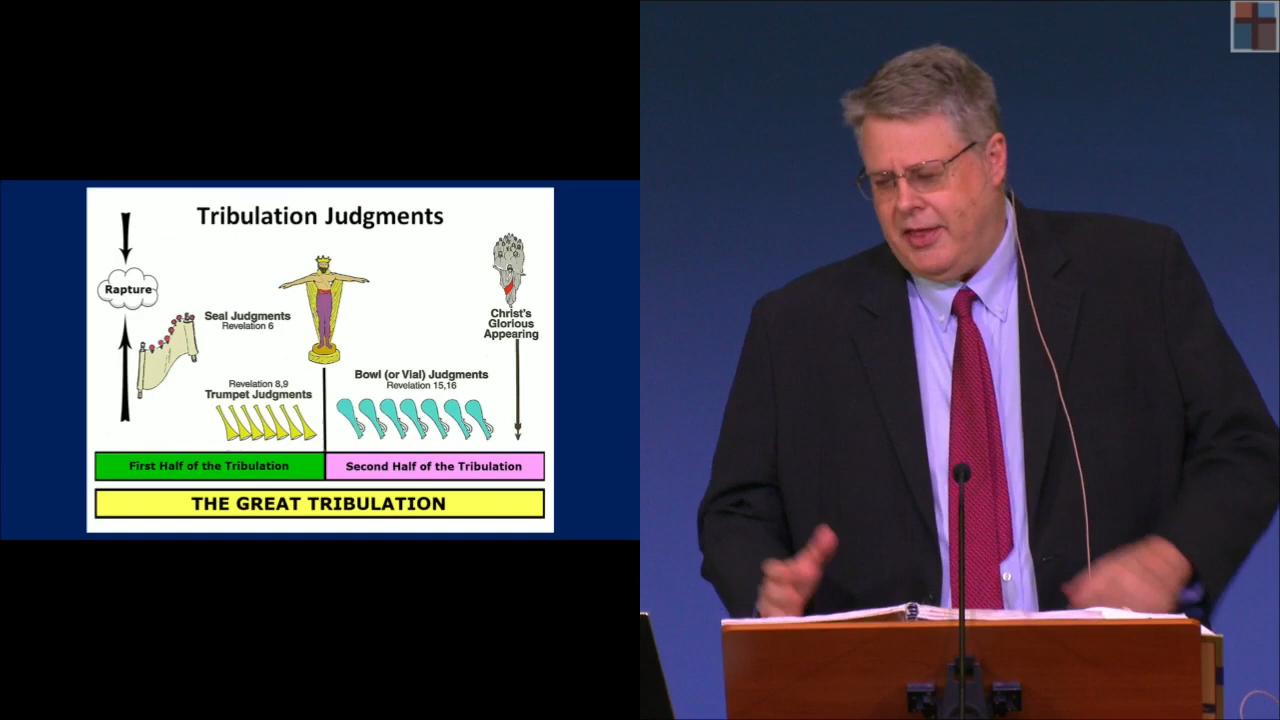 Tribulation Judgments
Rapture
Seal Judgments
Revelation 6
Christ's
Glorious
Appearing
Revelation 8,9
Trumpet Judgments
Bowl (or Vial) Judgments
Revelation 15,16
First Half of the Tribulation
Second Half of the Tribulation
THE GREAT TRIBULATION